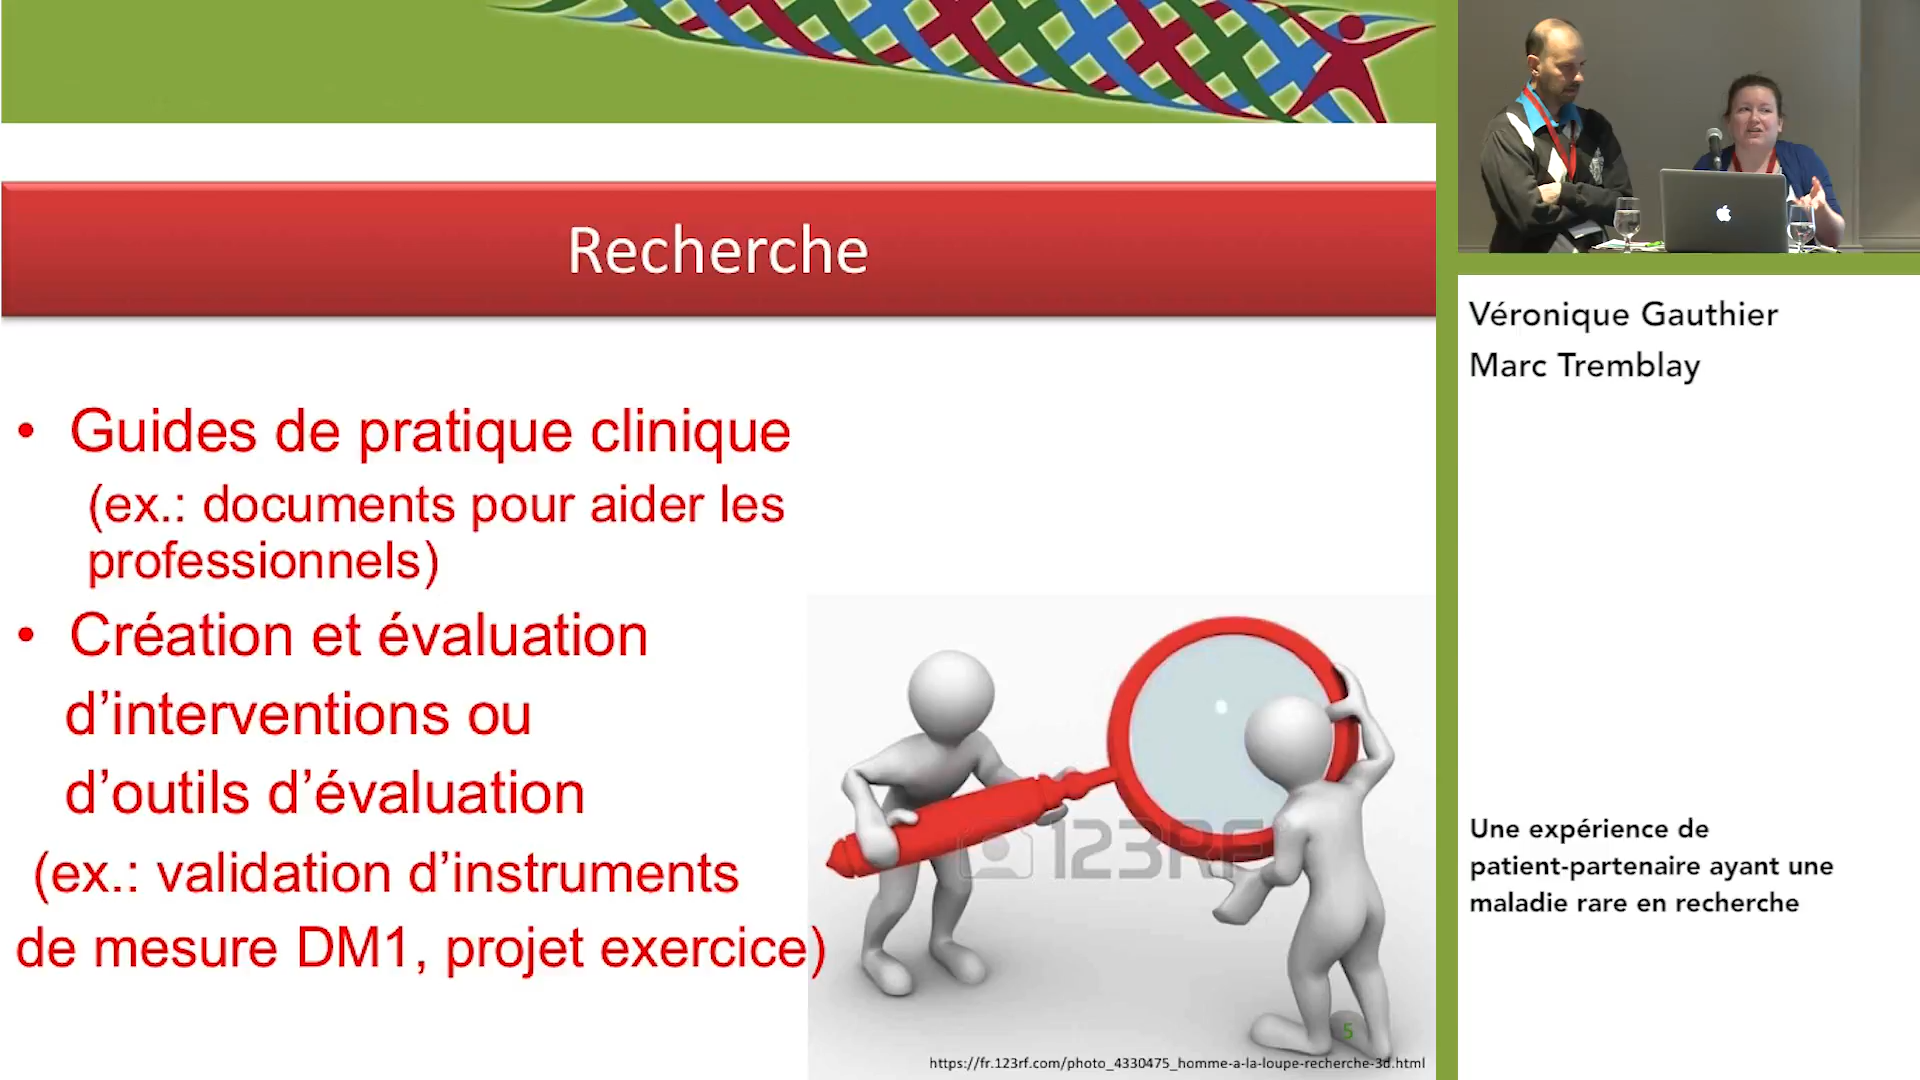 Recherche
• Guides de pratique clinique
(ex.: documents pour aider les
professionnels)
• Création et évaluation
d’interventions ou
d’outils d’évaluation
(ex.: validation d’instruments
de mesure DM1, projet exercice)
123RF
5
https://fr.123rf.com/photo_4330475_homme-a-la-loupe-recherche-3d.html
Véronique Gauthier
Marc Tremblay
Une expérience de
patient-partenaire ayant une
maladie rare en recherche